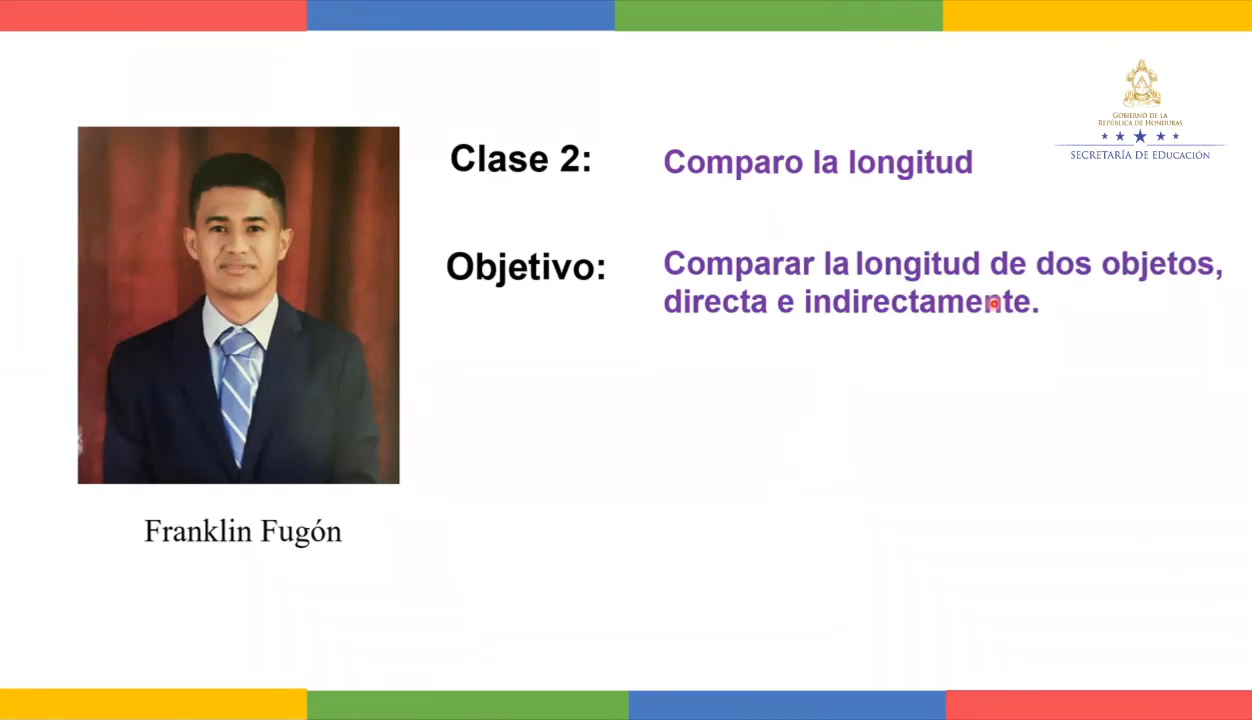 GOBIERNO DE LA
REPÚBLICA DE HONDURAS
SECRETARÍA DE EDUCACIÓN
Clase 2: Comparo la longitud
Objetivo: Comparar la longitud de dos objetos,
directa e indirectamente.
Franklin Fugón